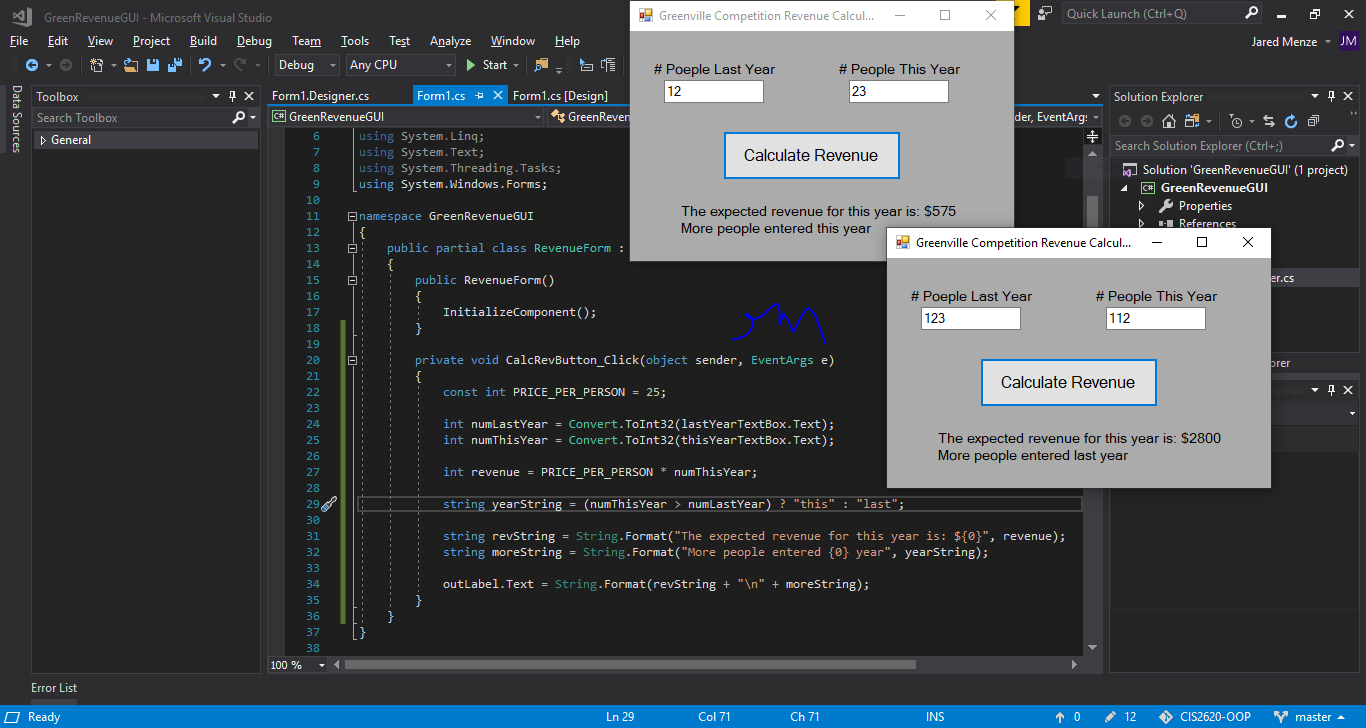 GreenRevenueGUI - Microsoft Visual Studio
Quick Launch (Ctrl+Q)
File Edit View Project Build Debug Team Tools Test Analyze Window Help
Jared Menze JM
Debug Any CPU Start
Data Sources
Toolbox
Search Toolbox
General
Form1.Designer.cs Form1.cs Form1.cs [Design]
C# GreenRevenueGUI GreenReven der, EventArgs
6 using System.Linq;
7 using System.Text;
8 using System.Threading.Tasks;
9 using System.Windows.Forms;
10
11 namespace GreenRevenueGUI
12 {
13 public partial class RevenueForm :
14 {
15 public RevenueForm()
16 {
17 InitializeComponent();
18 }
19
20 private void CalcRevButton_Click(object sender, EventArgs e)
21 {
22 const int PRICE_PER_PERSON = 25;
23
24 int numLastYear = Convert.ToInt32(lastYearTextBox.Text);
25 int numThisYear = Convert.ToInt32(thisYearTextBox.Text);
26
27 int revenue = PRICE_PER_PERSON * numThisYear;
28
29 string yearString = (numThisYear > numLastYear) ? "this" : "last";
30
31 string revString = String.Format("The expected revenue for this year is: ${0}", revenue);
32 string moreString = String.Format("More people entered {0} year", yearString);
33
34 outLabel.Text = String.Format(revString + "\n" + moreString);
35 }
36 }
37 }
38
100 %
Greenville Competition Revenue Calcul...
# Poeple Last Year # People This Year
12 23
Calculate Revenue
The expected revenue for this year is: $575
More people entered this year
Greenville Competition Revenue Calcul...
# Poeple Last Year # People This Year
123 112
Calculate Revenue
The expected revenue for this year is: $2800
More people entered last year
Solution Explorer
Search Solution Explorer (Ctrl+;)
Solution 'GreenRevenueGUI' (1 project)
C# GreenRevenueGUI
Properties
References
er.cs
orer
Error List
Ready Ln 29 Col 71 Ch 71 INS 0 12 CIS2620-OOP master